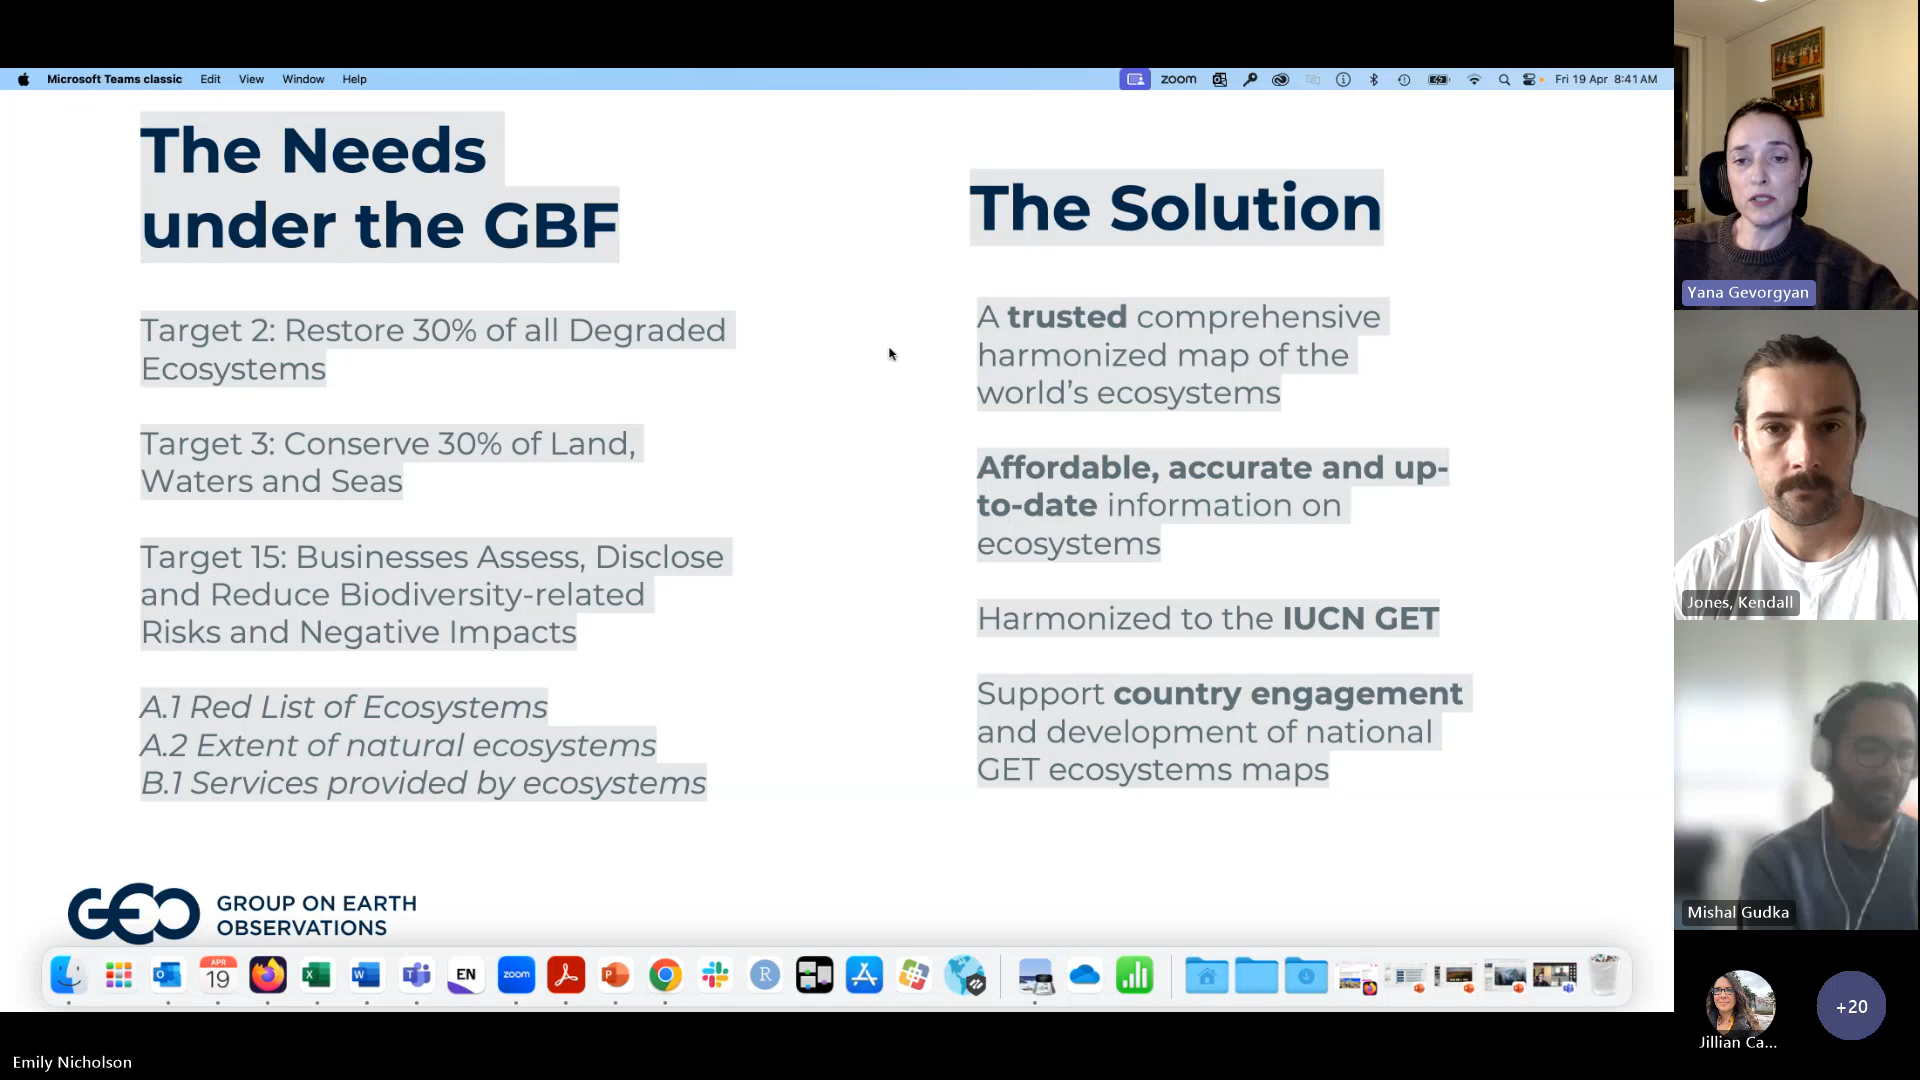 Microsoft Teams classic Edit View Window Help
zoom Fri 19 Apr 8:41 AM
The Needs
under the GBF
Target 2: Restore 30% of all Degraded
Ecosystems
Target 3: Conserve 30% of Land,
Waters and Seas
Target 15: Businesses Assess, Disclose
and Reduce Biodiversity-related
Risks and Negative Impacts
A.1 Red List of Ecosystems
A.2 Extent of natural ecosystems
B.1 Services provided by ecosystems
The Solution
A trusted comprehensive
harmonized map of the
world's ecosystems
Affordable, accurate and up-
to-date information on
ecosystems
Harmonized to the IUCN GET
Support country engagement
and development of national
GET ecosystems maps
GEO
GROUP ON EARTH
OBSERVATIONS
APR
19
EN
zoom
Yana Gevorgyan
Jones, Kendall
Mishal Gudka
Jillian Ca...
+20
Emily Nicholson